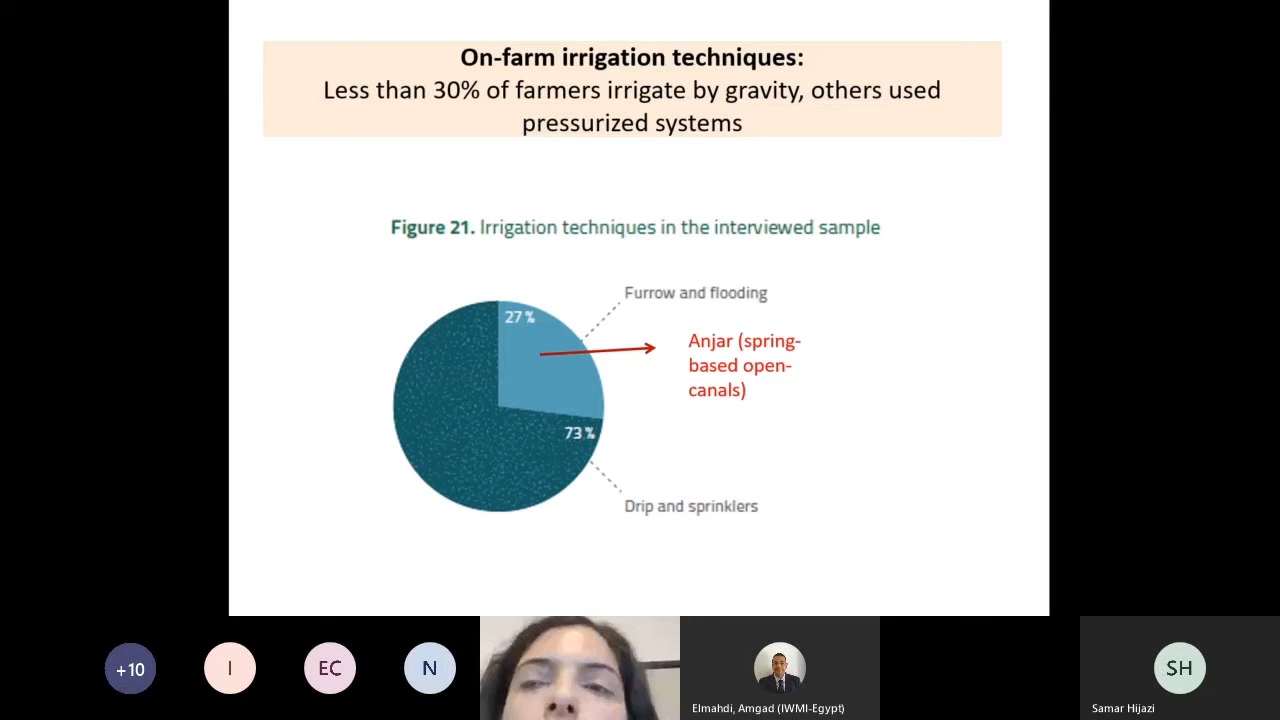 On-farm irrigation techniques:
Less than 30% of farmers irrigate by gravity, others used
pressurized systems
Figure 21. Irrigation techniques in the interviewed sample
Furrow and flooding
27 %
Anjar (spring-
based open-
canals)
73 %
Drip and sprinklers
+10
I
EC
N
Elmahdi, Amgad (IWMI-Egypt)
SH
Samar Hijazi